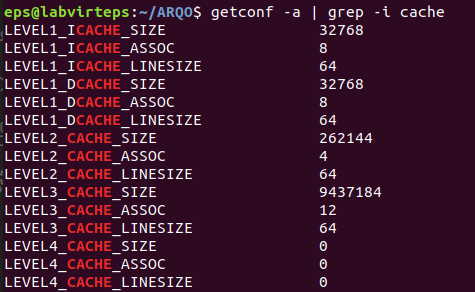 eps@labvirteps:~/ARQO$ getconf -a | grep -i cache
LEVEL1_ICACHE_SIZE 32768
LEVEL1_ICACHE_ASSOC 8
LEVEL1_ICACHE_LINESIZE 64
LEVEL1_DCACHE_SIZE 32768
LEVEL1_DCACHE_ASSOC 8
LEVEL1_DCACHE_LINESIZE 64
LEVEL2_CACHE_SIZE 262144
LEVEL2_CACHE_ASSOC 4
LEVEL2_CACHE_LINESIZE 64
LEVEL3_CACHE_SIZE 9437184
LEVEL3_CACHE_ASSOC 12
LEVEL3_CACHE_LINESIZE 64
LEVEL4_CACHE_SIZE 0
LEVEL4_CACHE_ASSOC 0
LEVEL4_CACHE_LINESIZE 0